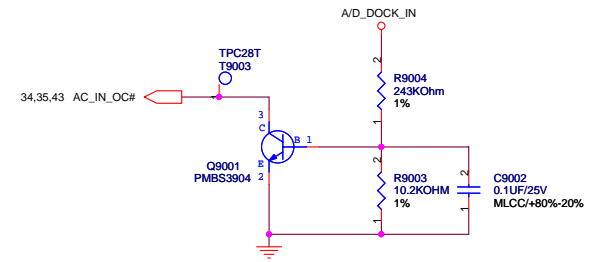 A/D_DOCK_IN
TPC28T
T9003
2
R9004
243KOhm
1%
1
34,35,43 AC_IN_OC#
3
C
B 1
E
2
Q9001
PMBS3904
2
R9003
10.2KOHM
1%
1
2
C9002
0.1UF/25V
MLCC/+80%-20%
1